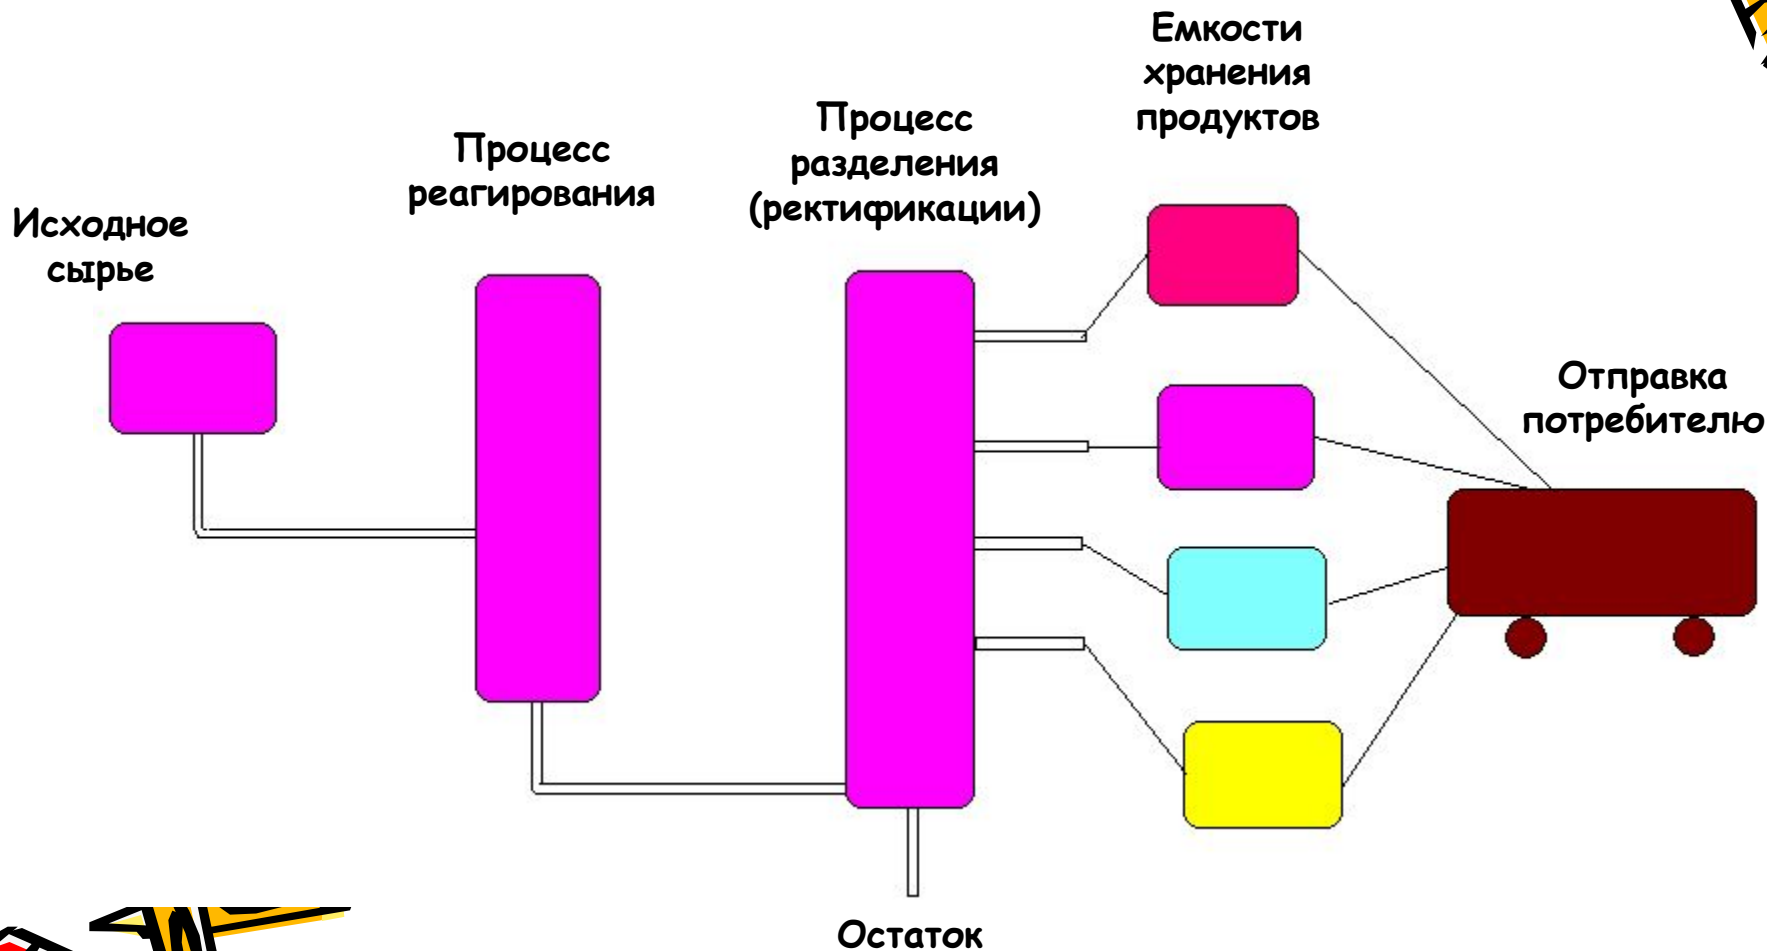 Исходное
сырье
Процесс
реагирования
Процесс
разделения
(ректификации)
Емкости
хранения
продуктов
Отправка
потребителю
Остаток